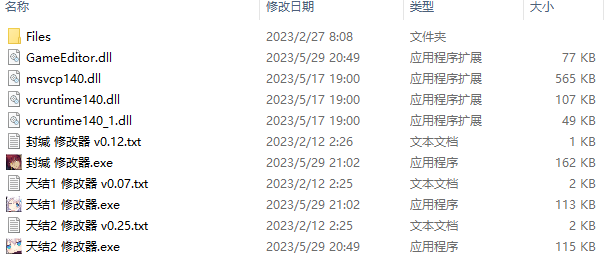 名称 修改日期 类型 大小
Files 2023/2/27 8:08 文件夹
GameEditor.dll 2023/5/29 20:49 应用程序扩展 77 KB
msvcp140.dll 2023/5/17 19:00 应用程序扩展 565 KB
vcruntime140.dll 2023/5/17 19:00 应用程序扩展 107 KB
vcruntime140_1.dll 2023/5/17 19:00 应用程序扩展 49 KB
封缄 修改器 v0.12.txt 2023/2/12 2:26 文本文档 1 KB
封缄 修改器.exe 2023/5/29 21:02 应用程序 162 KB
天结1 修改器 v0.07.txt 2023/2/12 2:25 文本文档 2 KB
天结1 修改器.exe 2023/5/29 21:02 应用程序 113 KB
天结2 修改器 v0.25.txt 2023/2/12 2:25 文本文档 2 KB
天结2 修改器.exe 2023/5/29 20:49 应用程序 115 KB